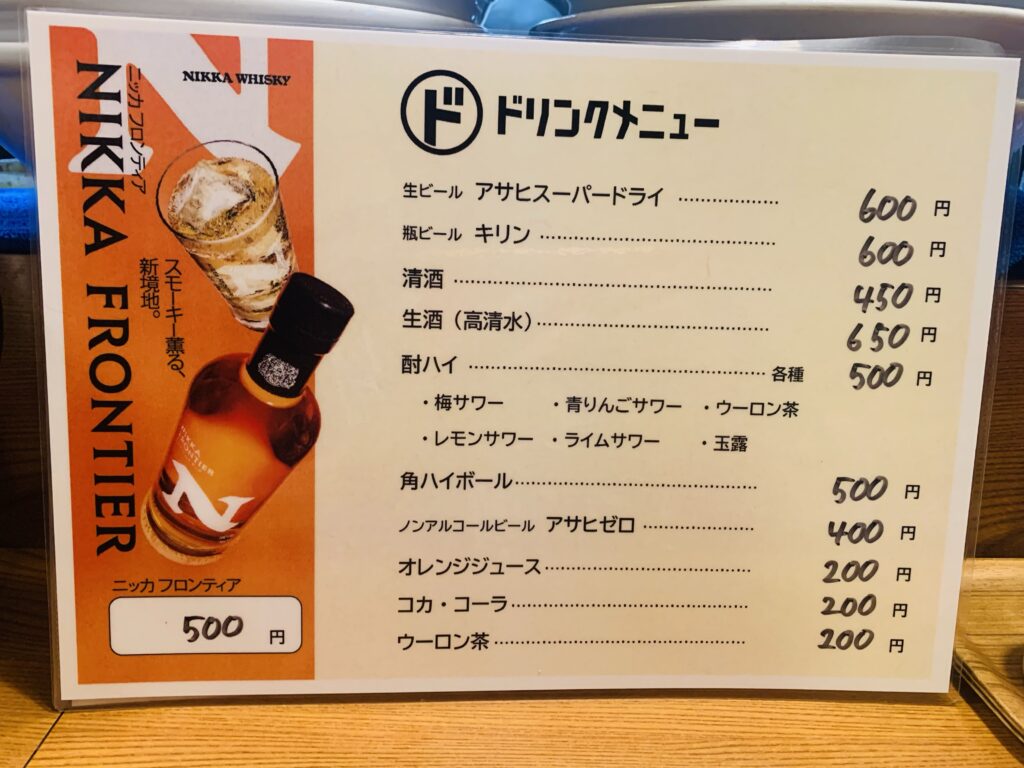 NIKKA WHISKY
ニッカ フロンティア
NIKKA FRONTIER
スモーキー薫る、
新境地。
NIKKA
FRONTIER
N
ニッカ フロンティア
500 円
ド ドリンクメニュー
生ビール アサヒスーパードライ ……………… 600 円
瓶ビール キリン ……………… 600 円
清酒 ……………… 450 円
生酒（高清水）……………… 650 円
酎ハイ ……………… 各種 500 円
・梅サワー ・青りんごサワー ・ウーロン茶
・レモンサワー ・ライムサワー ・玉露
角ハイボール……………… 500 円
ノンアルコールビール アサヒゼロ ……………… 400 円
オレンジジュース……………… 200 円
コカ・コーラ……………… 200 円
ウーロン茶……………… 200 円